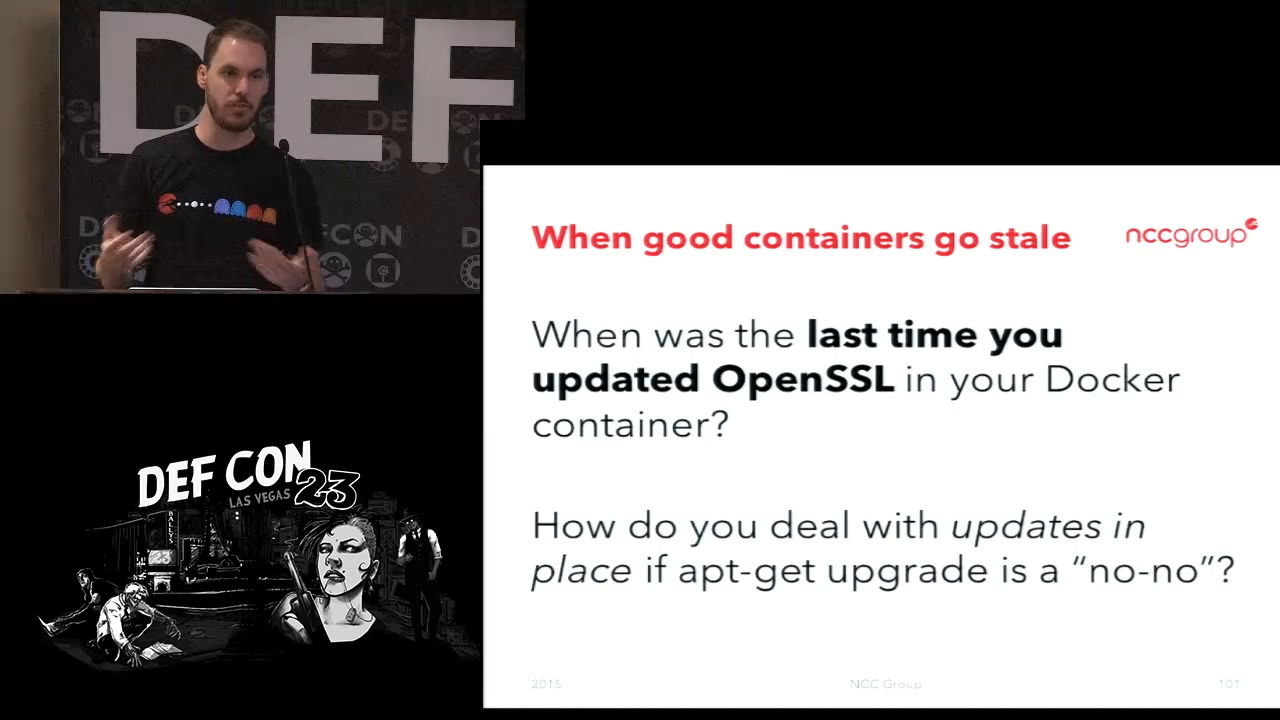 DEF
DEFCON
When good containers go stale
nccgroup
When was the last time you
updated OpenSSL in your Docker
container?
How do you deal with updates in
place if apt-get upgrade is a “no-no”?
2015
NCC Group
101
DEF CON
LAS VEGAS 23
BALLYS